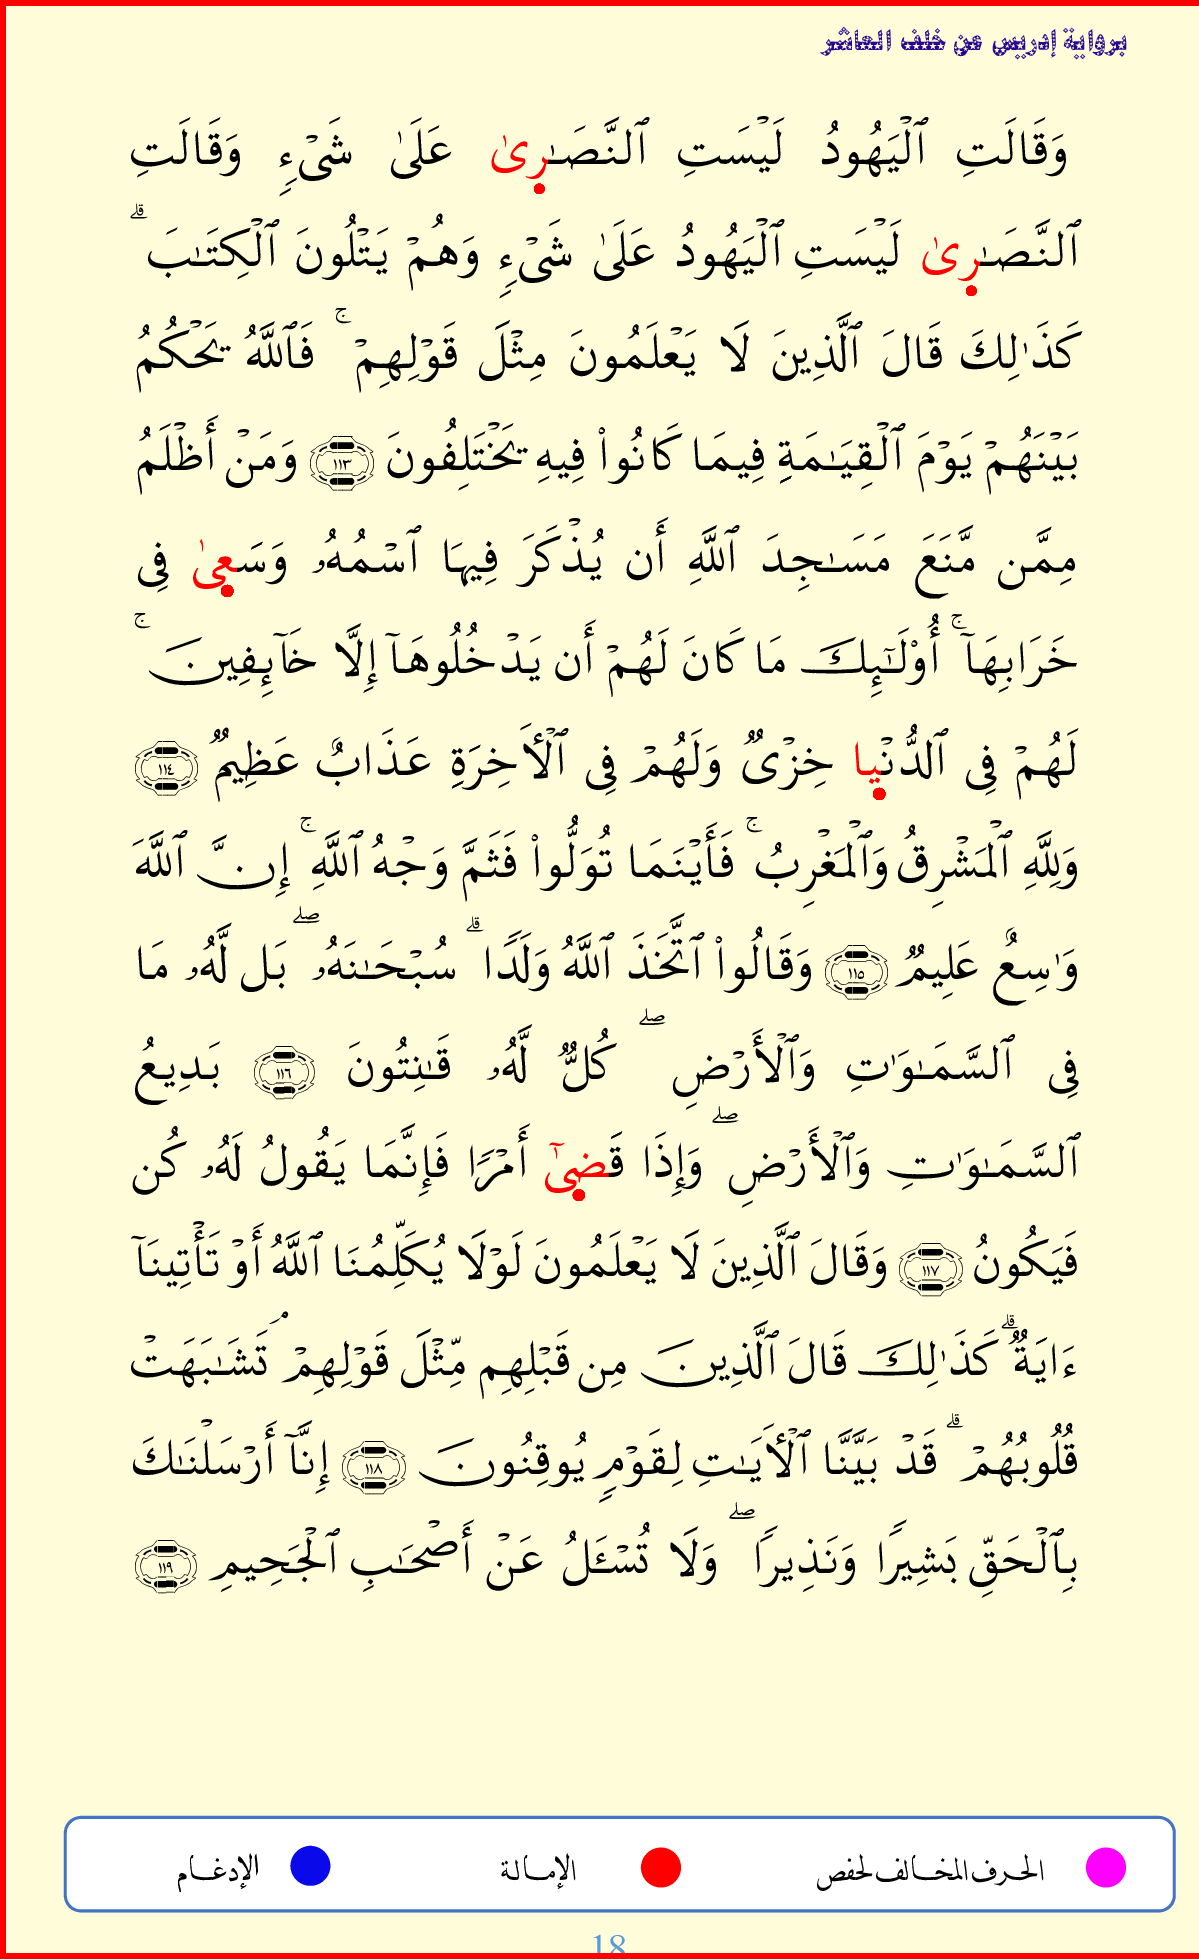 برواية إدريس عن خلف العاشر
وَقَالَتِ ٱلۡيَهُودُ لَيۡسَتِ ٱلنَّصَـٰرِىٰ عَلَىٰ شَىۡءٍ وَقَالَتِ
ٱلنَّصَـٰرِىٰ لَيۡسَتِ ٱلۡيَهُودُ عَلَىٰ شَىۡءٍ وَهُمۡ يَتۡلُونَ ٱلۡكِتَـٰبَ ۗ
كَذَٰلِكَ قَالَ ٱلَّذِينَ لَا يَعۡلَمُونَ مِثۡلَ قَوۡلِهِمۡ ۚ فَٱللَّهُ يَحۡكُمُ
بَيۡنَهُمۡ يَوۡمَ ٱلۡقِيَـٰمَةِ فِيمَا كَانُوا۟ فِيهِ يَخۡتَلِفُونَ ١١٣ وَمَنۡ أَظۡلَمُ
مِمَّن مَّنَعَ مَسَـٰجِدَ ٱللَّهِ أَن يُذۡكَرَ فِيهَا ٱسۡمُهُۥ وَسَعِىٰ فِى
خَرَابِهَآ ۚ أُو۟لَـٰٓئِكَ مَا كَانَ لَهُمۡ أَن يَدۡخُلُوهَآ إِلَّا خَآئِفِينَ ۚ
لَهُمۡ فِى ٱلدُّنۡيا خِزۡىٌ وَلَهُمۡ فِى ٱلۡأَخِرَةِ عَذَابٌ عَظِيمٌ ١١٤
وَلِلَّهِ ٱلۡمَشۡرِقُ وَٱلۡمَغۡرِبُ ۚ فَأَيۡنَمَا تُوَلُّوا۟ فَثَمَّ وَجۡهُ ٱللَّهِ ۚ إِنَّ ٱللَّهَ
وَٰسِعٌ عَلِيمٌ ١١٥ وَقَالُوا۟ ٱتَّخَذَ ٱللَّهُ وَلَدًا ۗ سُبۡحَـٰنَهُۥ ۖ بَل لَّهُۥ مَا
فِى ٱلسَّمَـٰوَٰتِ وَٱلۡأَرۡضِ ۖ كُلٌّ لَّهُۥ قَـٰنِتُونَ ١١٦ بَدِيعُ
ٱلسَّمَـٰوَٰتِ وَٱلۡأَرۡضِ ۖ وَإِذَا قَضِىٰٓ أَمۡرًا فَإِنَّمَا يَقُولُ لَهُۥ كُن
فَيَكُونُ ١١٧ وَقَالَ ٱلَّذِينَ لَا يَعۡلَمُونَ لَوۡلَا يُكَلِّمُنَا ٱللَّهُ أَوۡ تَأۡتِينَآ
ءَايَةٌ ۗ كَذَٰلِكَ قَالَ ٱلَّذِينَ مِن قَبۡلِهِم مِّثۡلَ قَوۡلِهِمۡ ۘ تَشَـٰبَهَتۡ
قُلُوبُهُمۡ ۗ قَدۡ بَيَّنَّا ٱلۡأَيَـٰتِ لِقَوۡمٍ يُوقِنُونَ ١١٨ إِنَّآ أَرۡسَلۡنَـٰكَ
بِٱلۡحَقِّ بَشِيرًا وَنَذِيرًا ۖ وَلَا تُسۡـَٔلُ عَنۡ أَصۡحَـٰبِ ٱلۡجَحِيمِ ١١٩
الحرف المخالف لحفص الإمالة الإدغام
18